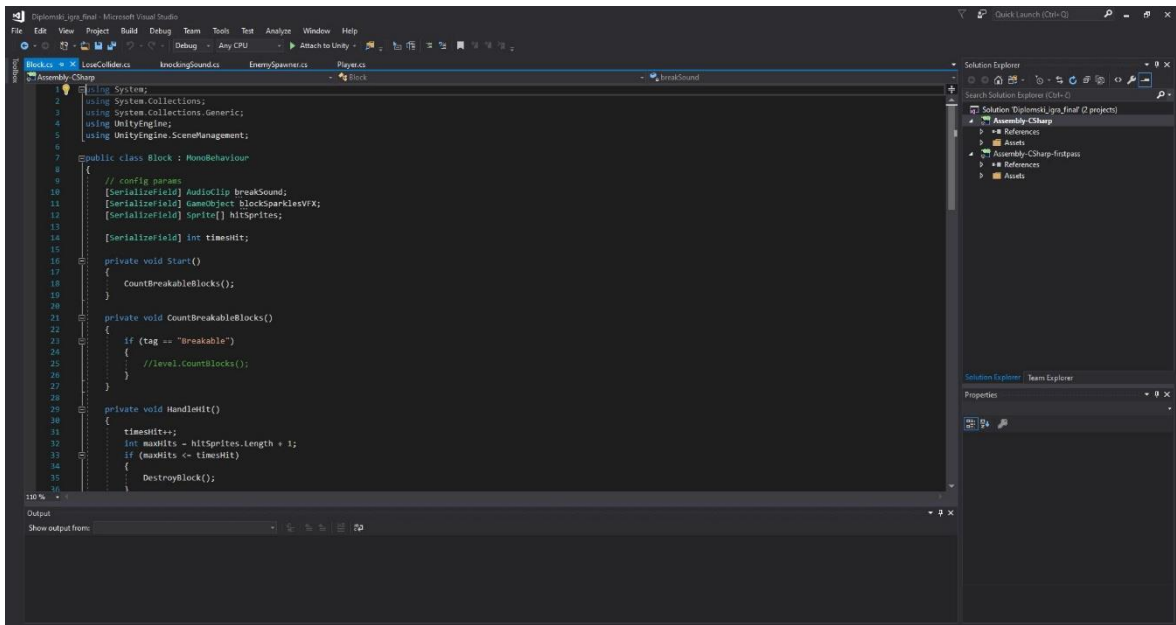 Diplomski_igra_final - Microsoft Visual Studio
Quick Launch (Ctrl+Q)
File Edit View Project Build Debug Team Tools Test Analyze Window Help
Debug Any CPU Attach to Unity
Toolbox
Block.cs LoseCollider.cs knockingSound.cs EnemySpawner.cs Player.cs
Assembly-CSharp Block breakSound
1 using System;
2 using System.Collections;
3 using System.Collections.Generic;
4 using UnityEngine;
5 using UnityEngine.SceneManagement;
6
7 public class Block : MonoBehaviour
8 {
9 // config params
10 [SerializeField] AudioClip breakSound;
11 [SerializeField] GameObject blockSparklesVFX;
12 [SerializeField] Sprite[] hitSprites;
13
14 [SerializeField] int timesHit;
15
16 private void Start()
17 {
18 CountBreakableBlocks();
19 }
20
21 private void CountBreakableBlocks()
22 {
23 if (tag == "Breakable")
24 {
25 //level.CountBlocks();
26 }
27 }
28
29 private void HandleHit()
30 {
31 timesHit++;
32 int maxHits = hitSprites.Length + 1;
33 if (maxHits <= timesHit)
34 {
35 DestroyBlock();
36 }
110 %
Output
Show output from:
Solution Explorer
Search Solution Explorer (Ctrl+č)
Solution 'Diplomski_igra_final' (2 projects)
Assembly-CSharp
References
Assets
Assembly-CSharp-firstpass
References
Assets
Solution Explorer Team Explorer
Properties